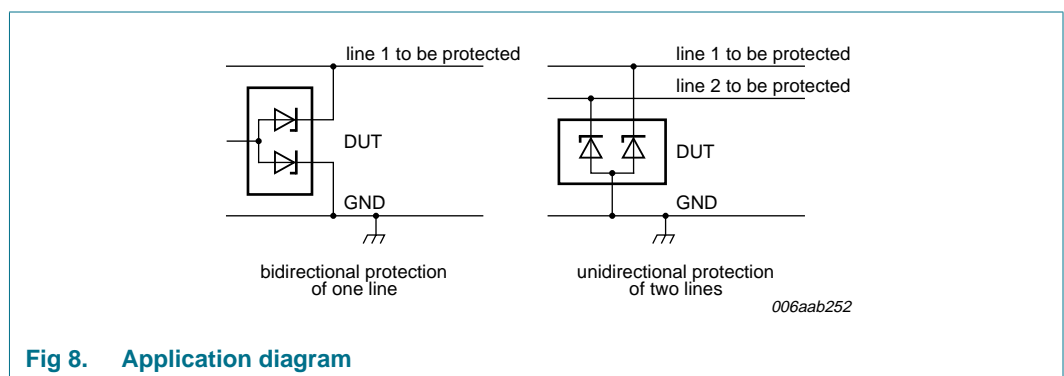 line 1 to be protected
DUT
GND
bidirectional protection
of one line
line 1 to be protected
line 2 to be protected
DUT
GND
unidirectional protection
of two lines
006aab252
Fig 8. Application diagram